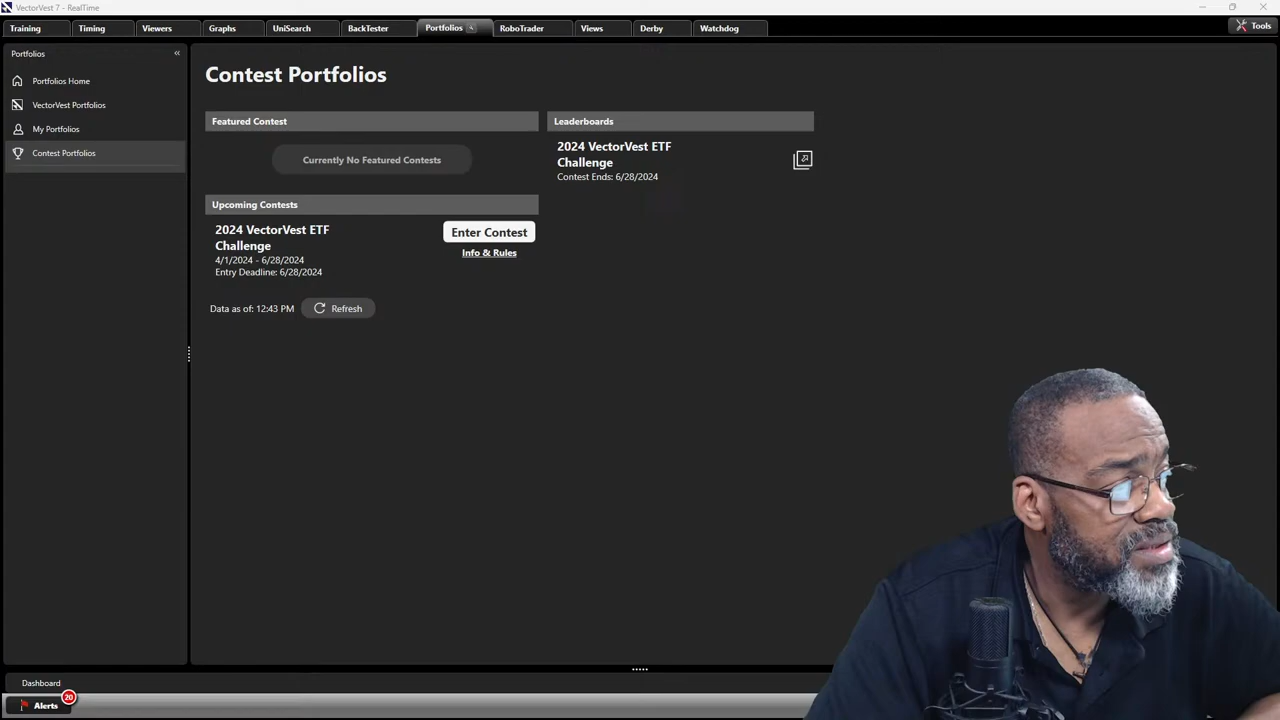 VectorVest 7 - RealTime
Training
Timing
Viewers
Graphs
UniSearch
BackTester
Portfolios
RoboTrader
Views
Derby
Watchdog
Tools
Portfolios
Portfolios Home
VectorVest Portfolios
My Portfolios
Contest Portfolios
Contest Portfolios
Featured Contest
Currently No Featured Contests
Upcoming Contests
2024 VectorVest ETF
Challenge
4/1/2024 - 6/28/2024
Entry Deadline: 6/28/2024
Enter Contest
Info & Rules
Data as of: 12:43 PM
Refresh
Leaderboards
2024 VectorVest ETF
Challenge
Contest Ends: 6/28/2024
Dashboard
Alerts
20